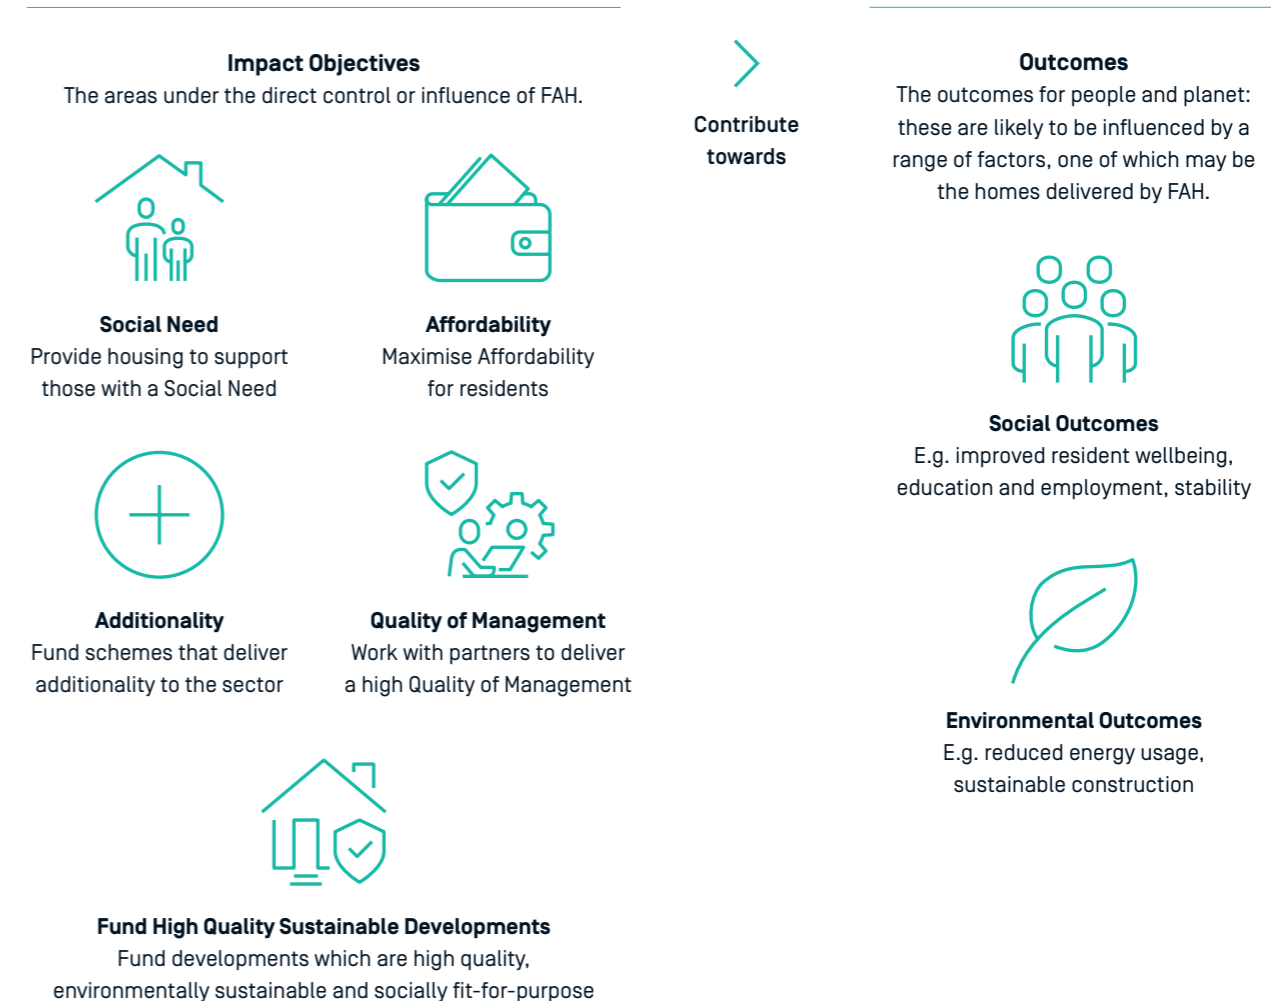 Impact Objectives
The areas under the direct control or influence of FAH.
Social Need
Provide housing to support
those with a Social Need
Affordability
Maximise Affordability
for residents
Additionality
Fund schemes that deliver
additionality to the sector
Quality of Management
Work with partners to deliver
a high Quality of Management
Fund High Quality Sustainable Developments
Fund developments which are high quality,
environmentally sustainable and socially fit-for-purpose
Contribute
towards
Outcomes
The outcomes for people and planet:
these are likely to be influenced by a
range of factors, one of which may be
the homes delivered by FAH.
Social Outcomes
E.g. improved resident wellbeing,
education and employment, stability
Environmental Outcomes
E.g. reduced energy usage,
sustainable construction